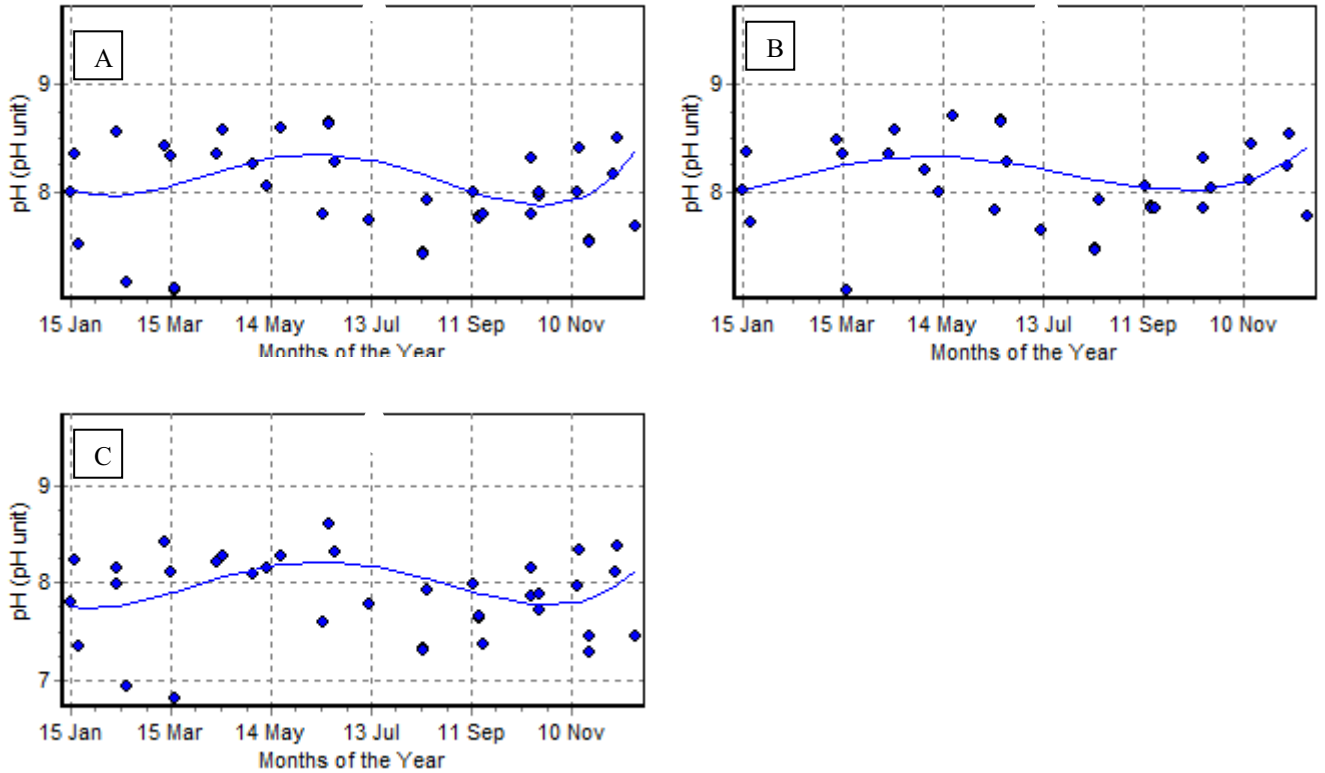 A
9
8
pH (pH unit)
15 Jan 15 Mar 14 May 13 Jul 11 Sep 10 Nov
Months of the Year
B
9
8
pH (pH unit)
15 Jan 15 Mar 14 May 13 Jul 11 Sep 10 Nov
Months of the Year
C
9
8
7
pH (pH unit)
15 Jan 15 Mar 14 May 13 Jul 11 Sep 10 Nov
Months of the Year